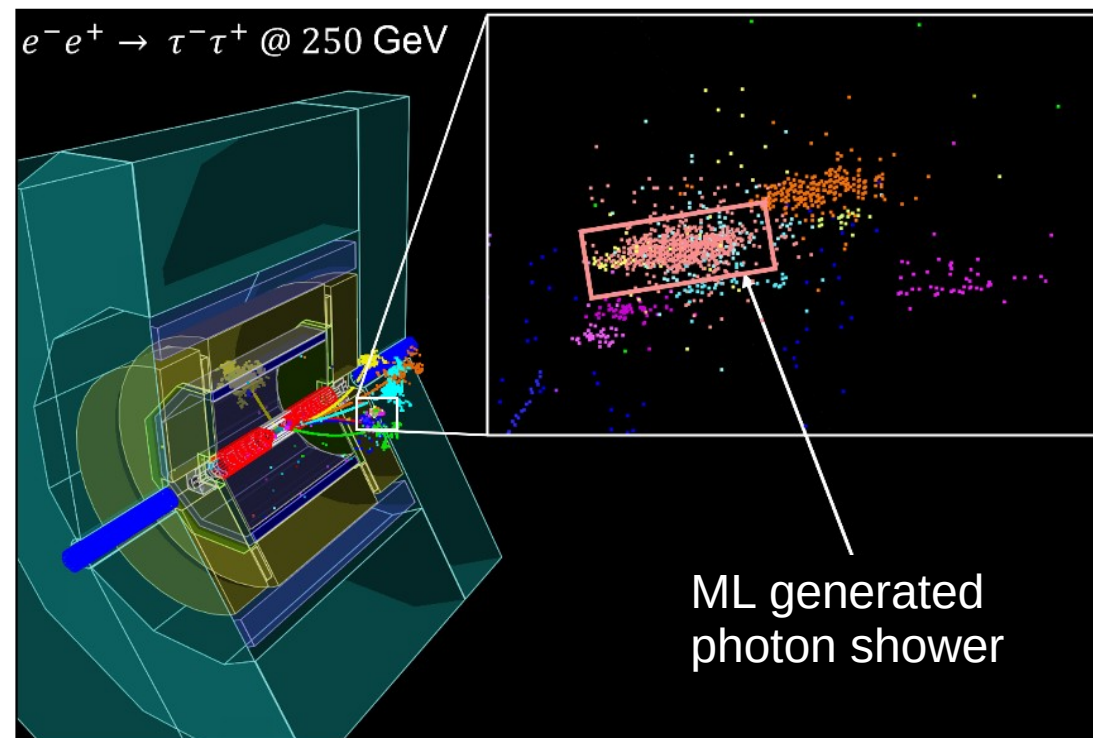 e⁻e⁺ → τ⁻τ⁺ @ 250 GeV
ML generated
photon shower